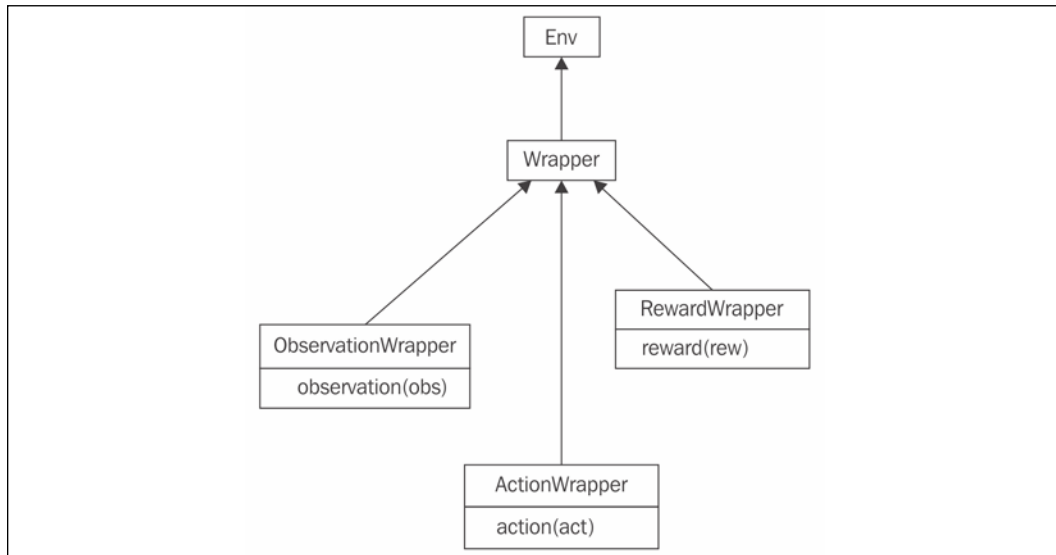 Env
Wrapper
RewardWrapper
reward(rew)
ObservationWrapper
observation(obs)
ActionWrapper
action(act)